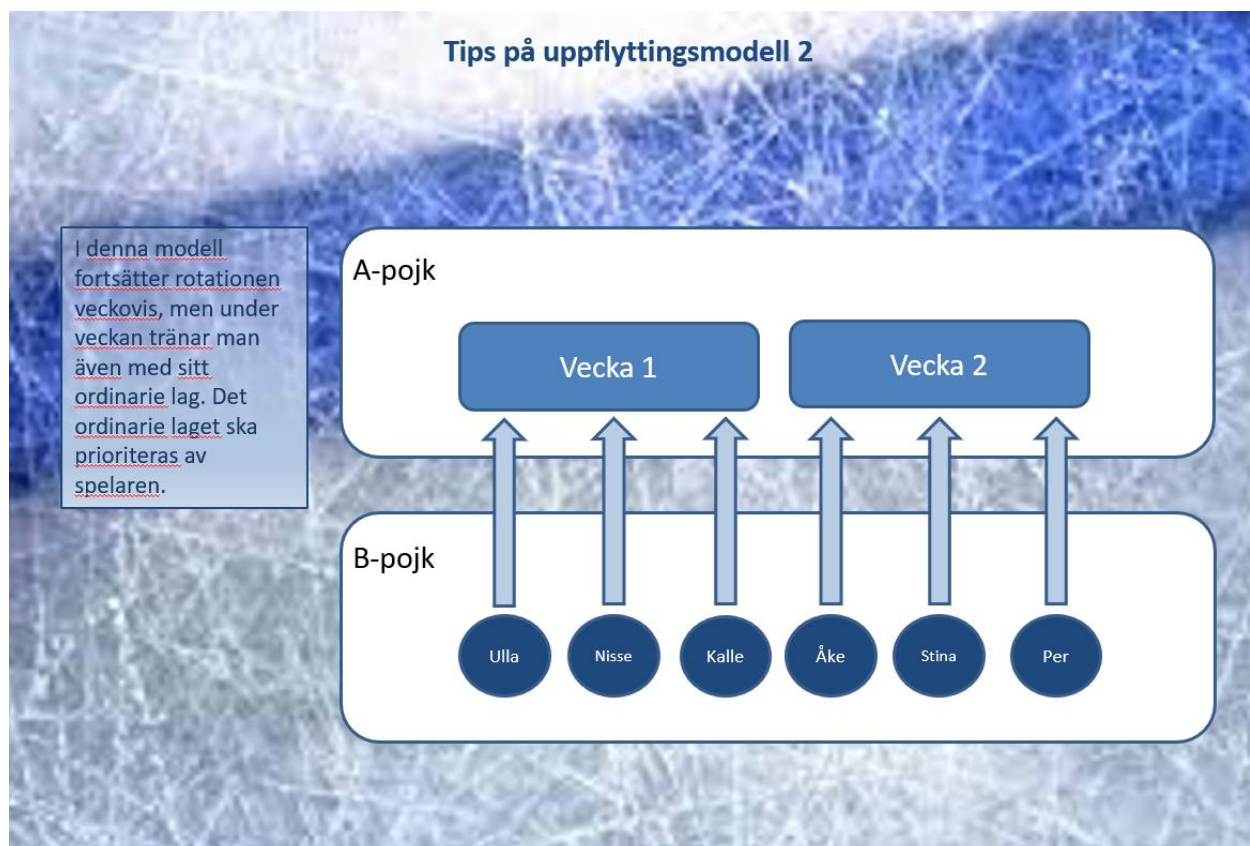 Tips på uppflyttingsmodell 2
I denna modell
fortsätter rotationen
veckovis, men under
veckan tränar man
även med sitt
ordinarie lag. Det
ordinarie laget ska
prioriteras av
spelaren.
A-pojk
Vecka 1
Vecka 2
B-pojk
Ulla
Nisse
Kalle
Åke
Stina
Per